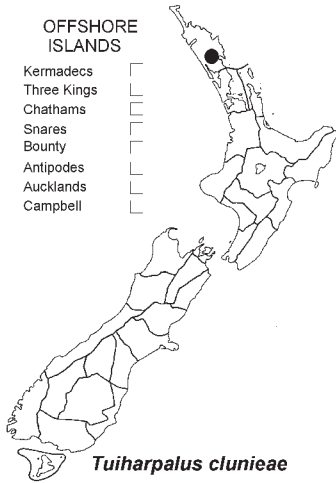 OFFSHORE
ISLANDS
Kermadecs
Three Kings
Chathams
Snares
Bounty
Antipodes
Aucklands
Campbell
Tuiharpalus clunieae